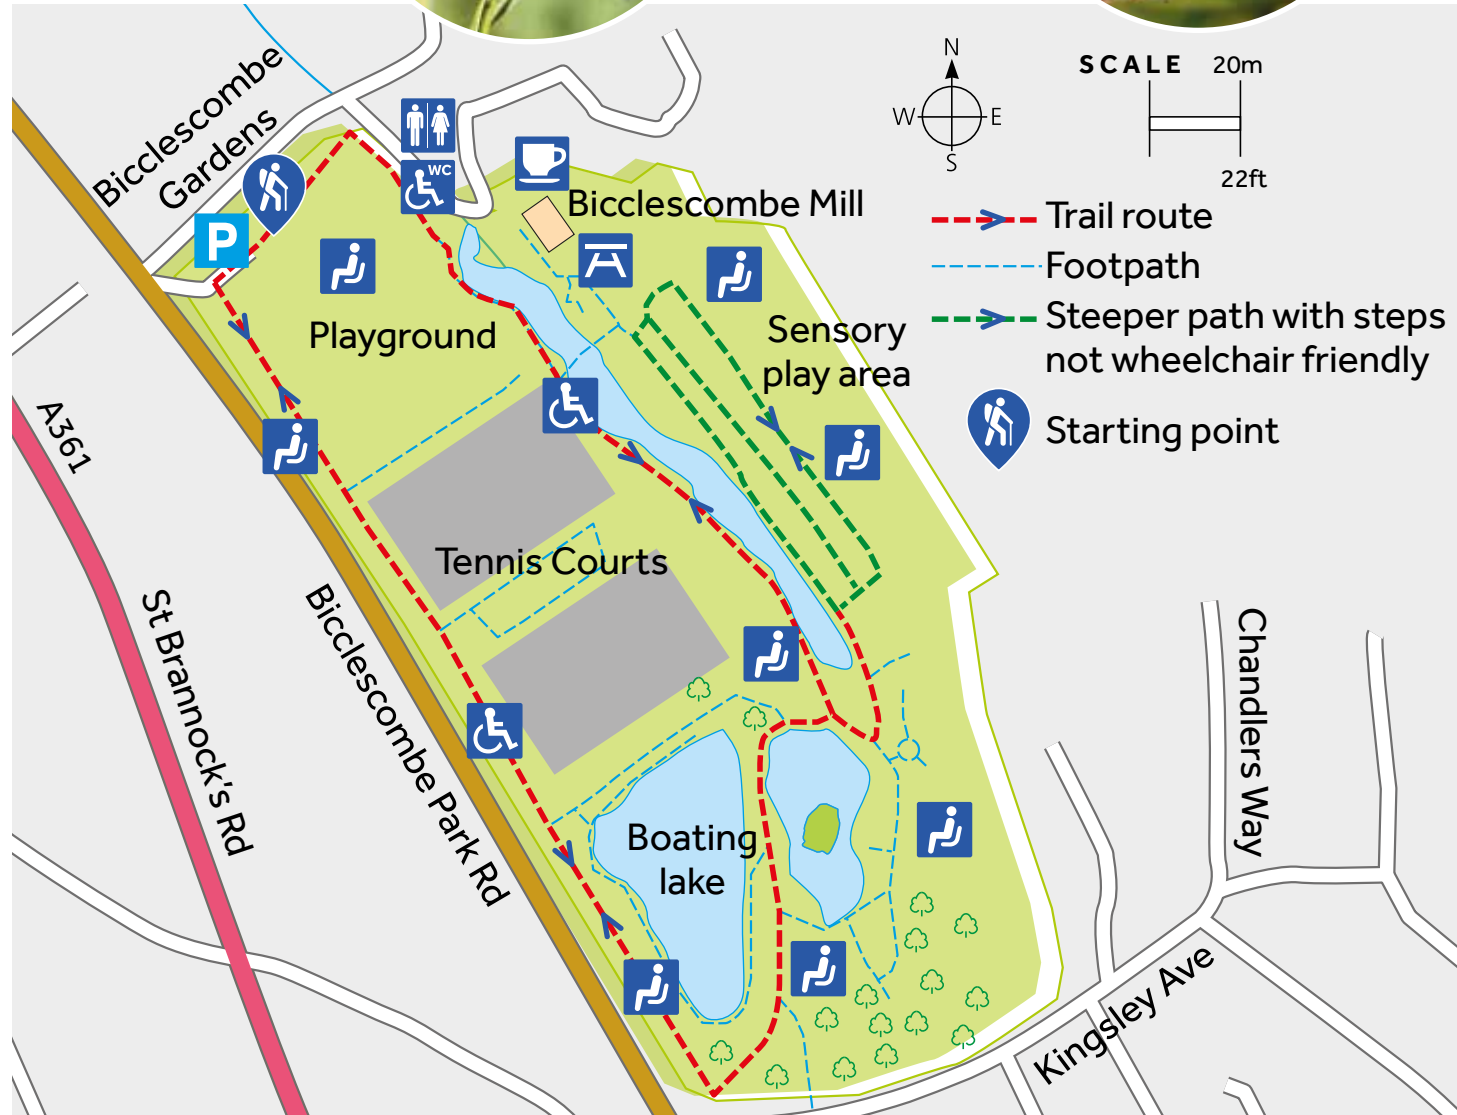 N
W
E
S
SCALE
20m
22ft
Bicclescombe
Gardens
WC
P
Bicclescombe Mill
Trail route
Footpath
Steeper path with steps
not wheelchair friendly
Starting point
Playground
Sensory
play area
A361
Tennis Courts
St Brannock's Rd
Bicclescombe Park Rd
Boating
lake
Chandlers Way
Kingsley Ave